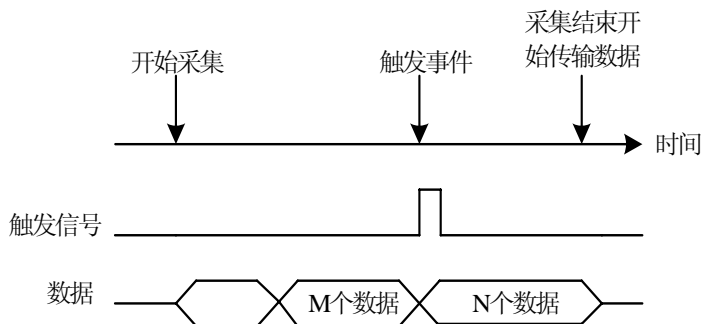 采集结束开
始传输数据
开始采集
触发事件
时间
触发信号
数据
M个数据
N个数据